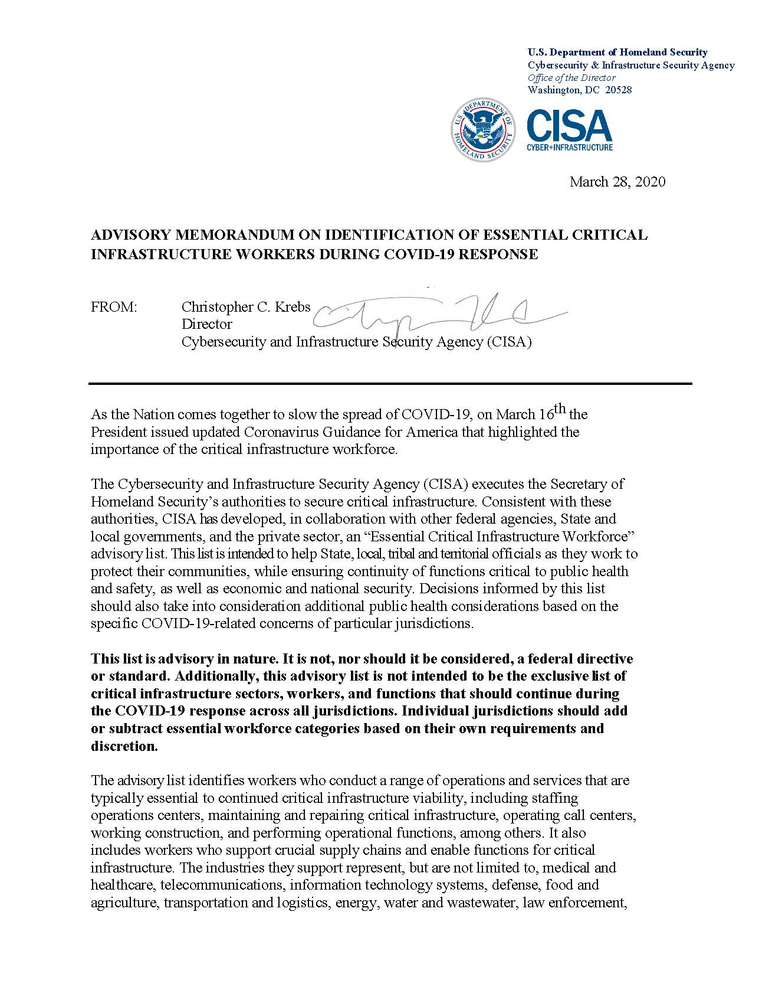 U.S. Department of Homeland Security
Cybersecurity & Infrastructure Security Agency
Office of the Director
Washington, DC 20528
U.S. DEPARTMENT OF HOMELAND SECURITY
CISA
CYBER+INFRASTRUCTURE
March 28, 2020
ADVISORY MEMORANDUM ON IDENTIFICATION OF ESSENTIAL CRITICAL
INFRASTRUCTURE WORKERS DURING COVID-19 RESPONSE
FROM: Christopher C. Krebs
Director
Cybersecurity and Infrastructure Security Agency (CISA)
As the Nation comes together to slow the spread of COVID-19, on March 16th the
President issued updated Coronavirus Guidance for America that highlighted the
importance of the critical infrastructure workforce.
The Cybersecurity and Infrastructure Security Agency (CISA) executes the Secretary of
Homeland Security’s authorities to secure critical infrastructure. Consistent with these
authorities, CISA has developed, in collaboration with other federal agencies, State and
local governments, and the private sector, an “Essential Critical Infrastructure Workforce”
advisory list. This list is intended to help State, local, tribal and territorial officials as they work to
protect their communities, while ensuring continuity of functions critical to public health
and safety, as well as economic and national security. Decisions informed by this list
should also take into consideration additional public health considerations based on the
specific COVID-19-related concerns of particular jurisdictions.
This list is advisory in nature. It is not, nor should it be considered, a federal directive
or standard. Additionally, this advisory list is not intended to be the exclusive list of
critical infrastructure sectors, workers, and functions that should continue during
the COVID-19 response across all jurisdictions. Individual jurisdictions should add
or subtract essential workforce categories based on their own requirements and
discretion.
The advisory list identifies workers who conduct a range of operations and services that are
typically essential to continued critical infrastructure viability, including staffing
operations centers, maintaining and repairing critical infrastructure, operating call centers,
working construction, and performing operational functions, among others. It also
includes workers who support crucial supply chains and enable functions for critical
infrastructure. The industries they support represent, but are not limited to, medical and
healthcare, telecommunications, information technology systems, defense, food and
agriculture, transportation and logistics, energy, water and wastewater, law enforcement,